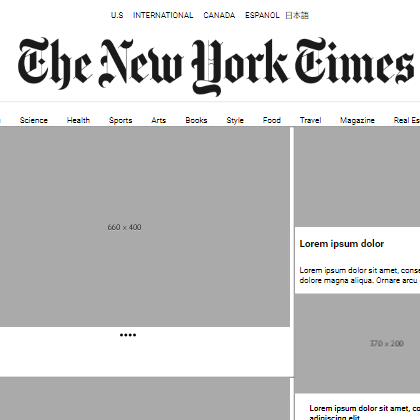 U.S INTERNATIONAL CANADA ESPANOL 日本語
The New York Times
Science Health Sports Arts Books Style Food Travel Magazine Real Es
660 × 400
Lorem ipsum dolor
Lorem ipsum dolor sit amet, conse
dolore magna aliqua. Ornare arcu
370 × 200
Lorem ipsum dolor sit amet, con
adipiscing elit